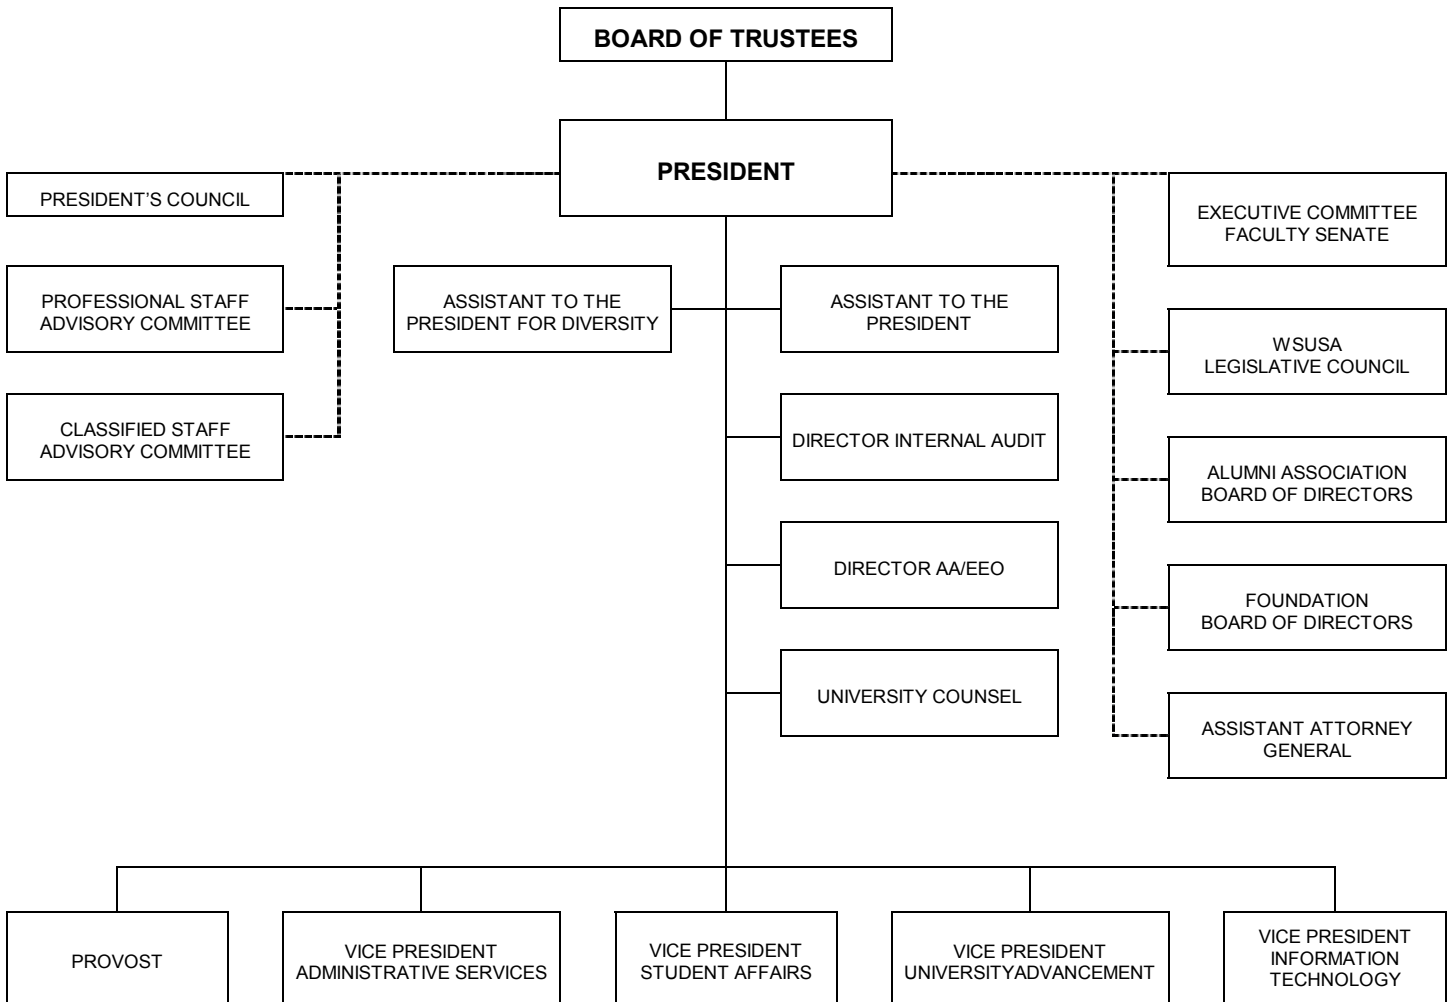 BOARD OF TRUSTEES
PRESIDENT
PRESIDENT'S COUNCIL
EXECUTIVE COMMITTEE
FACULTY SENATE
PROFESSIONAL STAFF
ADVISORY COMMITTEE
ASSISTANT TO THE
PRESIDENT FOR DIVERSITY
ASSISTANT TO THE
PRESIDENT
WSUSA
LEGISLATIVE COUNCIL
CLASSIFIED STAFF
ADVISORY COMMITTEE
DIRECTOR INTERNAL AUDIT
ALUMNI ASSOCIATION
BOARD OF DIRECTORS
DIRECTOR AA/EEO
FOUNDATION
BOARD OF DIRECTORS
UNIVERSITY COUNSEL
ASSISTANT ATTORNEY
GENERAL
PROVOST
VICE PRESIDENT
ADMINISTRATIVE SERVICES
VICE PRESIDENT
STUDENT AFFAIRS
VICE PRESIDENT
UNIVERSITYADVANCEMENT
VICE PRESIDENT
INFORMATION
TECHNOLOGY